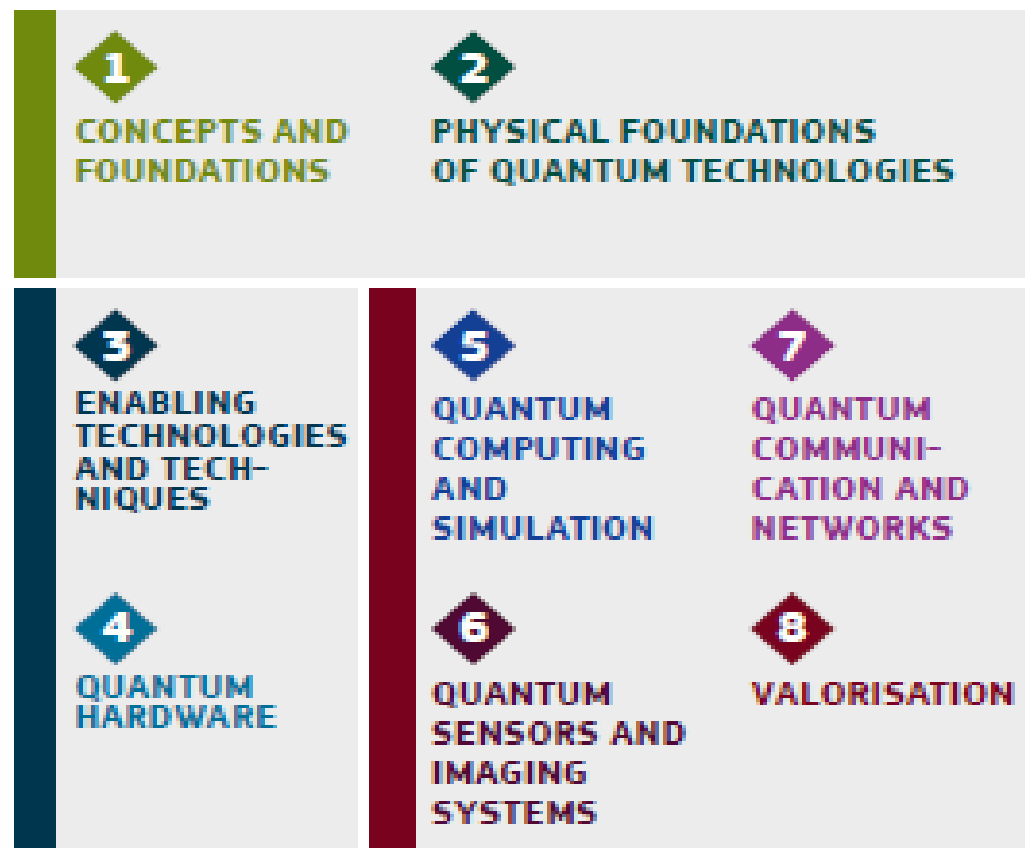 1
CONCEPTS AND
FOUNDATIONS
2
PHYSICAL FOUNDATIONS
OF QUANTUM TECHNOLOGIES
3
ENABLING
TECHNOLOGIES
AND TECH-
NIQUES
4
QUANTUM
HARDWARE
5
QUANTUM
COMPUTING
AND
SIMULATION
6
QUANTUM
SENSORS AND
IMAGING
SYSTEMS
7
QUANTUM
COMMUNI-
CATION AND
NETWORKS
8
VALORISATION